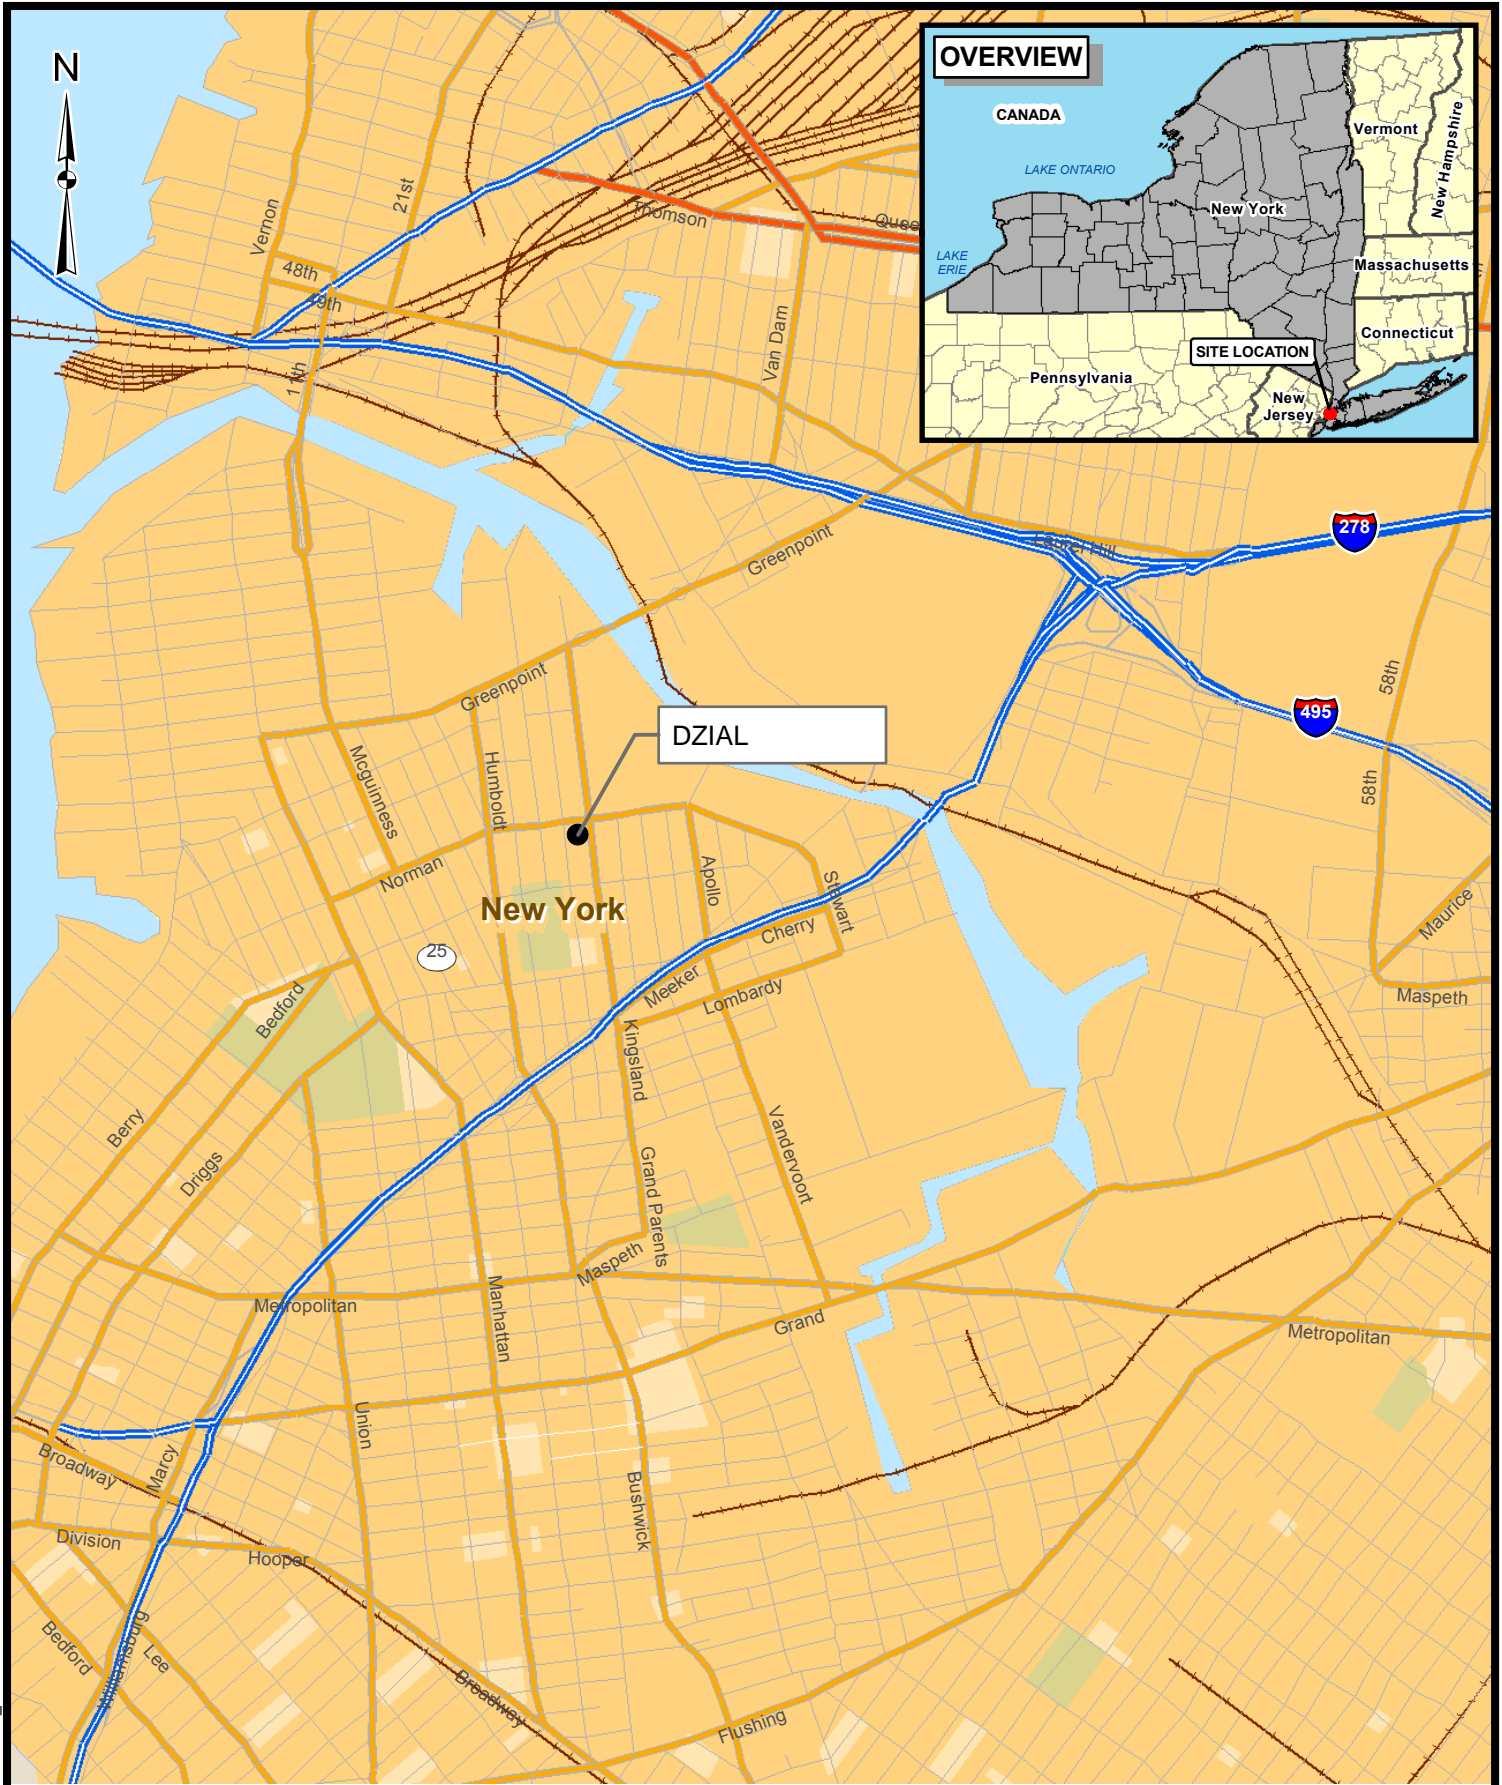 N
OVERVIEW
CANADA
LAKE ONTARIO
LAKE
ERIE
New York
Vermont
New Hampshire
Massachusetts
Connecticut
SITE LOCATION
Pennsylvania
New
Jersey
Vernon
21st
Thomson
48th
49th
11th
Van Dam
Greenpoint
Laurel Hill
278
495
58th
58th
Greenpoint
DZIAL
Mcguinness
Humboldt
Norman
Apollo
Stewart
New York
25
Cherry
Meeker
Lombardy
Maurice
Maspeth
Bedford
Kingsland
Berry
Driggs
Vandervoort
Grand Parents
Maspeth
Metropolitan
Manhattan
Grand
Metropolitan
Union
Broadway
Marcy
Bushwick
Division
Hooper
Williamsburg
Bedford
Lee
Broadway
Flushing